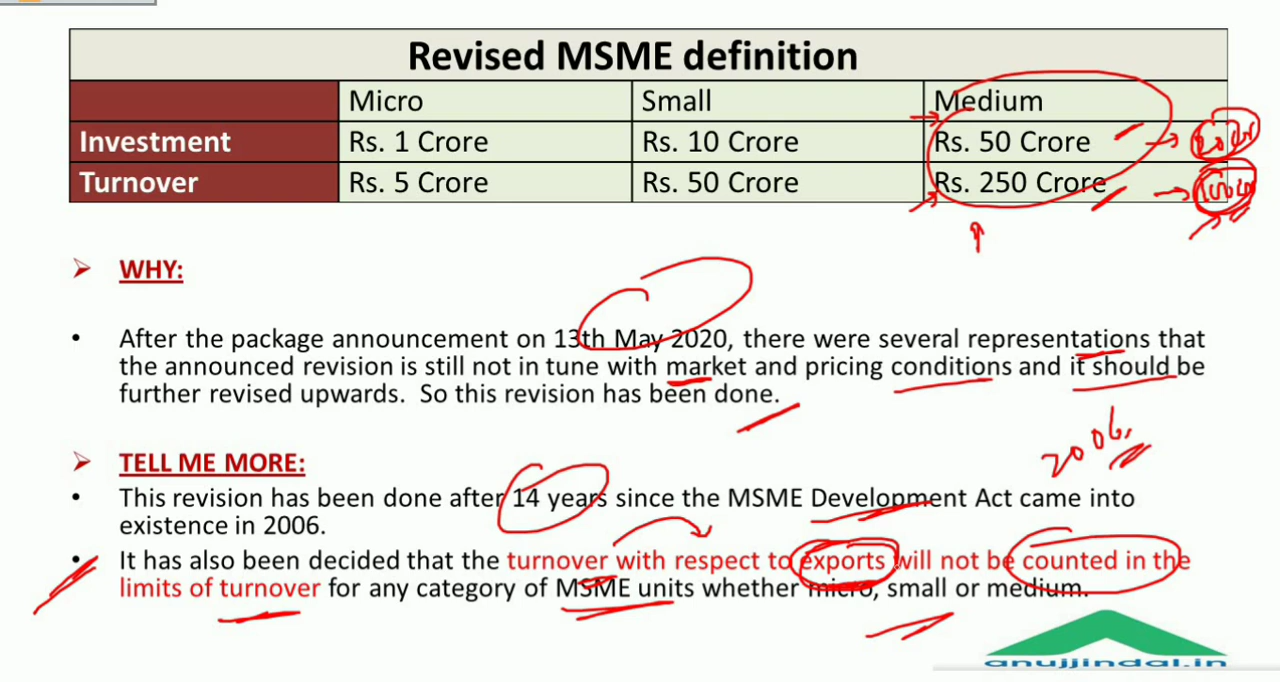 Revised MSME definition
Micro Small Medium
Investment Rs. 1 Crore Rs. 10 Crore Rs. 50 Crore
Turnover Rs. 5 Crore Rs. 50 Crore Rs. 250 Crore
➤ WHY:
• After the package announcement on 13th May 2020, there were several representations that
the announced revision is still not in tune with market and pricing conditions and it should be
further revised upwards. So this revision has been done.
2006
➤ TELL ME MORE:
• This revision has been done after 14 years since the MSME Development Act came into
existence in 2006.
• It has also been decided that the turnover with respect to exports will not be counted in the
limits of turnover for any category of MSME units whether micro, small or medium.
anujjindal.in